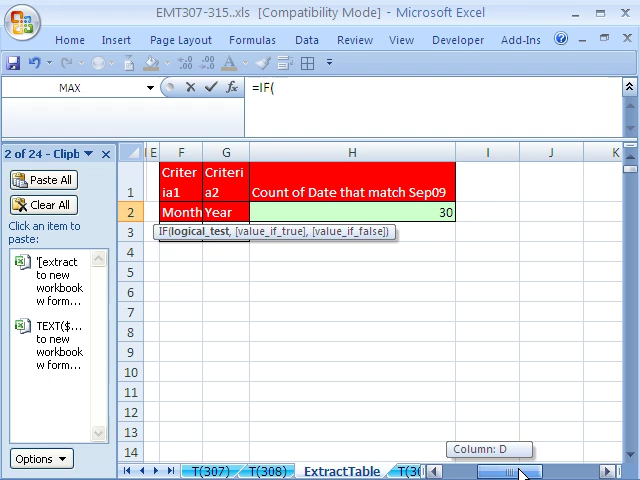 EMT307-315..xls [Compatibility Mode] - Microsoft Excel
Home Insert Page Layout Formulas Data Review View Developer Add-Ins
MAX =IF(
2 of 24 - Clipb
Paste All
Clear All
Click an item to
paste:
'[extract
to new
workbook
w form...
TEXT($...
to new
workbook
w form...
Options
E F G H I J K
1 Criter
ia1 Criteri
a2 Count of Date that match Sep09
2 Month Year 30
3 IF(logical_test, [value_if_true], [value_if_false])
4
5
6
7
8
9
10
11
12
13
14
Column: D
T(307) T(308) ExtractTable T(30